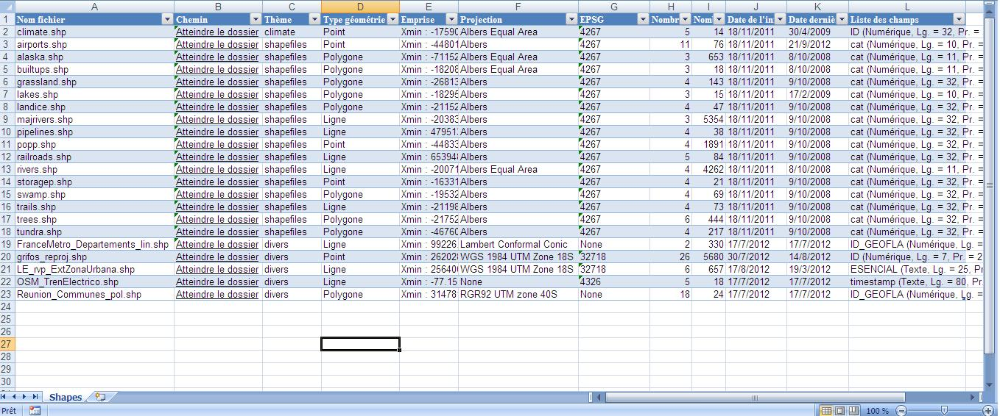 A B C D E F G H I J K L
1 Nom fichier Chemin Thème Type géométrie Emprise Projection EPSG Nombr Nom Date de l'in Date derniè Liste des champs
2 climate.shp Atteindre le dossier climate Point Xmin : -17590 Albers Equal Area 4267 5 14 18/11/2011 30/4/2009 ID (Numérique, Lg. = 32, Pr. =
3 airports.shp Atteindre le dossier shapefiles Point Xmin : -44801 Albers 4267 11 76 18/11/2011 21/9/2012 cat (Numérique, Lg. = 10, Pr. =
4 alaska.shp Atteindre le dossier shapefiles Polygone Xmin : -71152 Albers Equal Area 4267 3 653 18/11/2011 8/10/2008 cat (Numérique, Lg. = 11, Pr. =
5 builtups.shp Atteindre le dossier shapefiles Polygone Xmin : -18208 Albers Equal Area 4267 3 18 18/11/2011 8/10/2008 cat (Numérique, Lg. = 11, Pr. =
6 grassland.shp Atteindre le dossier shapefiles Polygone Xmin : -26813 Albers 4267 4 143 18/11/2011 9/10/2008 cat (Numérique, Lg. = 32, Pr. =
7 lakes.shp Atteindre le dossier shapefiles Polygone Xmin : -18295 Albers 4267 3 15 18/11/2011 17/2/2009 cat (Numérique, Lg. = 10, Pr. =
8 landice.shp Atteindre le dossier shapefiles Polygone Xmin : -21152 Albers 4267 4 47 18/11/2011 9/10/2008 cat (Numérique, Lg. = 32, Pr. =
9 majrivers.shp Atteindre le dossier shapefiles Ligne Xmin : -20383 Albers 4267 3 5354 18/11/2011 9/10/2008 cat (Numérique, Lg. = 32, Pr. =
10 pipelines.shp Atteindre le dossier shapefiles Ligne Xmin : 47951 Albers 4267 4 38 18/11/2011 9/10/2008 cat (Numérique, Lg. = 32, Pr. =
11 popp.shp Atteindre le dossier shapefiles Point Xmin : -44833 Albers 4267 4 1891 18/11/2011 9/10/2008 cat (Numérique, Lg. = 32, Pr. =
12 railroads.shp Atteindre le dossier shapefiles Ligne Xmin : 65394 Albers 4267 5 84 18/11/2011 9/10/2008 cat (Numérique, Lg. = 32, Pr. =
13 rivers.shp Atteindre le dossier shapefiles Ligne Xmin : -20071 Albers Equal Area 4267 4 4262 18/11/2011 8/10/2008 cat (Numérique, Lg. = 11, Pr. =
14 storagep.shp Atteindre le dossier shapefiles Point Xmin : -16331 Albers 4267 4 21 18/11/2011 9/10/2008 cat (Numérique, Lg. = 32, Pr. =
15 swamp.shp Atteindre le dossier shapefiles Polygone Xmin : -19532 Albers 4267 4 69 18/11/2011 9/10/2008 cat (Numérique, Lg. = 32, Pr. =
16 trails.shp Atteindre le dossier shapefiles Ligne Xmin : -21198 Albers 4267 4 73 18/11/2011 9/10/2008 cat (Numérique, Lg. = 32, Pr. =
17 trees.shp Atteindre le dossier shapefiles Polygone Xmin : -21752 Albers 4267 6 444 18/11/2011 9/10/2008 cat (Numérique, Lg. = 32, Pr. =
18 tundra.shp Atteindre le dossier shapefiles Polygone Xmin : -46760 Albers 4267 4 217 18/11/2011 9/10/2008 cat (Numérique, Lg. = 32, Pr. =
19 FranceMetro_Departements_lin.shp Atteindre le dossier divers Ligne Xmin : 99226 Lambert Conformal Conic None 2 330 17/7/2012 17/7/2012 ID_GEOFLA (Numérique, Lg. =
20 grifos_reproj.shp Atteindre le dossier divers Point Xmin : 26202 WGS 1984 UTM Zone 18S 32718 26 5680 30/7/2012 14/8/2012 ID (Numérique, Lg. = 7, Pr. = 2
21 LE_rvp_ExtZonaUrbana.shp Atteindre le dossier divers Ligne Xmin : 25640 WGS 1984 UTM Zone 18S 32718 6 657 17/8/2012 19/3/2012 ESENCIAL (Texte, Lg. = 25, Pr
22 OSM_TrenElectrico.shp Atteindre le dossier divers Ligne Xmin : -77.15 None 4326 5 18 17/7/2012 17/7/2012 timestamp (Texte, Lg. = 80, Pr.
23 Reunion_Communes_pol.shp Atteindre le dossier divers Polygone Xmin : 31478 RGR92 UTM zone 40S None 18 24 17/7/2012 17/7/2012 ID_GEOFLA (Numérique, Lg. =
24
25
26
27
28
29
30
Shapes
Prêt 100 %